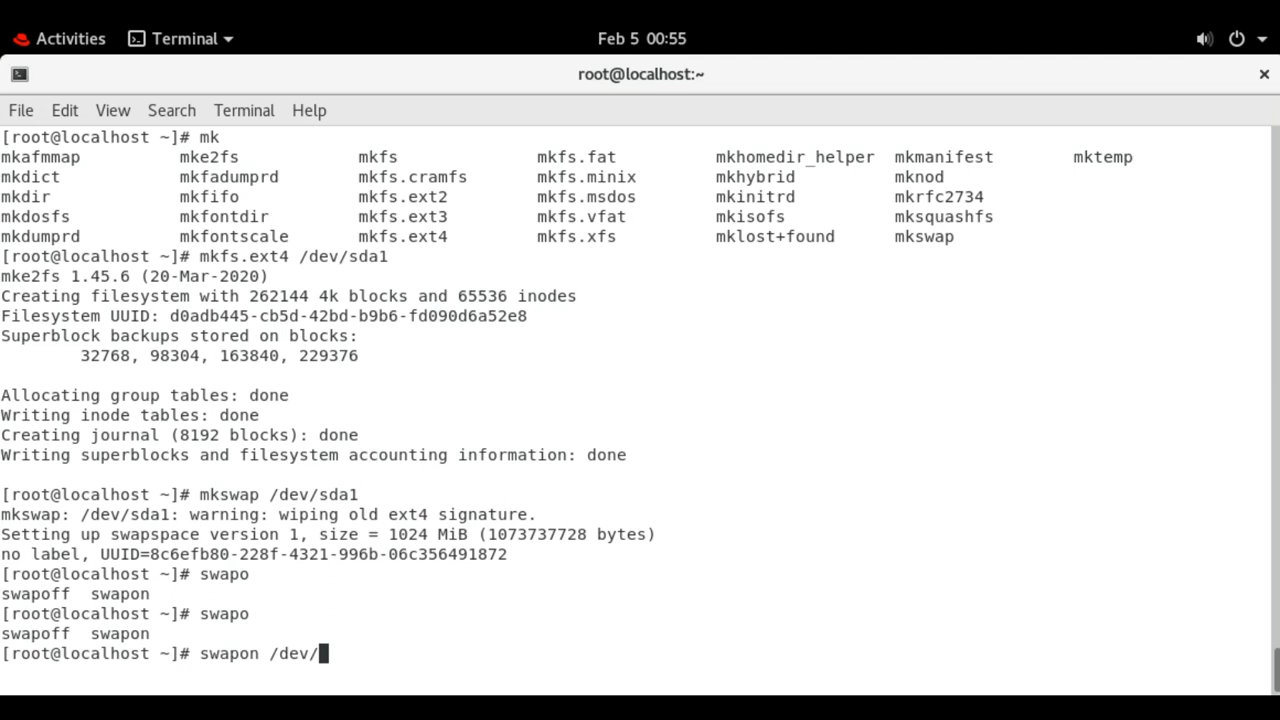 Activities Terminal Feb 5 00:55
root@localhost:~ ×
File Edit View Search Terminal Help
[root@localhost ~]# mk
mkafmmap mke2fs mkfs mkfs.fat mkhomedir_helper mkmanifest mktemp
mkdict mkfadumprd mkfs.cramfs mkfs.minix mkhybrid mknod
mkdir mkfifo mkfs.ext2 mkfs.msdos mkinitrd mkrfc2734
mkdosfs mkfontdir mkfs.ext3 mkfs.vfat mkisofs mksquashfs
mkdumprd mkfontscale mkfs.ext4 mkfs.xfs mklost+found mkswap
[root@localhost ~]# mkfs.ext4 /dev/sda1
mke2fs 1.45.6 (20-Mar-2020)
Creating filesystem with 262144 4k blocks and 65536 inodes
Filesystem UUID: d0adb445-cb5d-42bd-b9b6-fd090d6a52e8
Superblock backups stored on blocks:
32768, 98304, 163840, 229376
Allocating group tables: done
Writing inode tables: done
Creating journal (8192 blocks): done
Writing superblocks and filesystem accounting information: done
[root@localhost ~]# mkswap /dev/sda1
mkswap: /dev/sda1: warning: wiping old ext4 signature.
Setting up swapspace version 1, size = 1024 MiB (1073737728 bytes)
no label, UUID=8c6efb80-228f-4321-996b-06c356491872
[root@localhost ~]# swapo
swapoff swapon
[root@localhost ~]# swapo
swapoff swapon
[root@localhost ~]# swapon /dev/